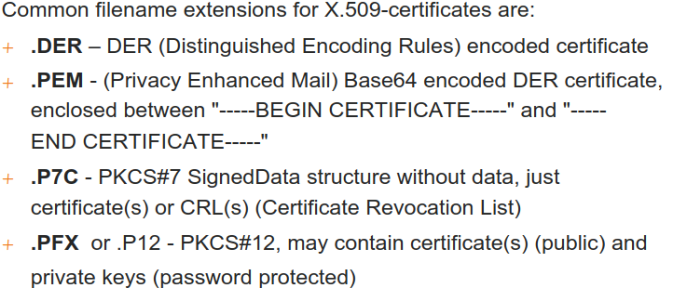 Common filename extensions for X.509-certificates are:
+ .DER – DER (Distinguished Encoding Rules) encoded certificate
+ .PEM - (Privacy Enhanced Mail) Base64 encoded DER certificate,
enclosed between "-----BEGIN CERTIFICATE-----" and "-----
END CERTIFICATE-----"
+ .P7C - PKCS#7 SignedData structure without data, just
certificate(s) or CRL(s) (Certificate Revocation List)
+ .PFX or .P12 - PKCS#12, may contain certificate(s) (public) and
private keys (password protected)